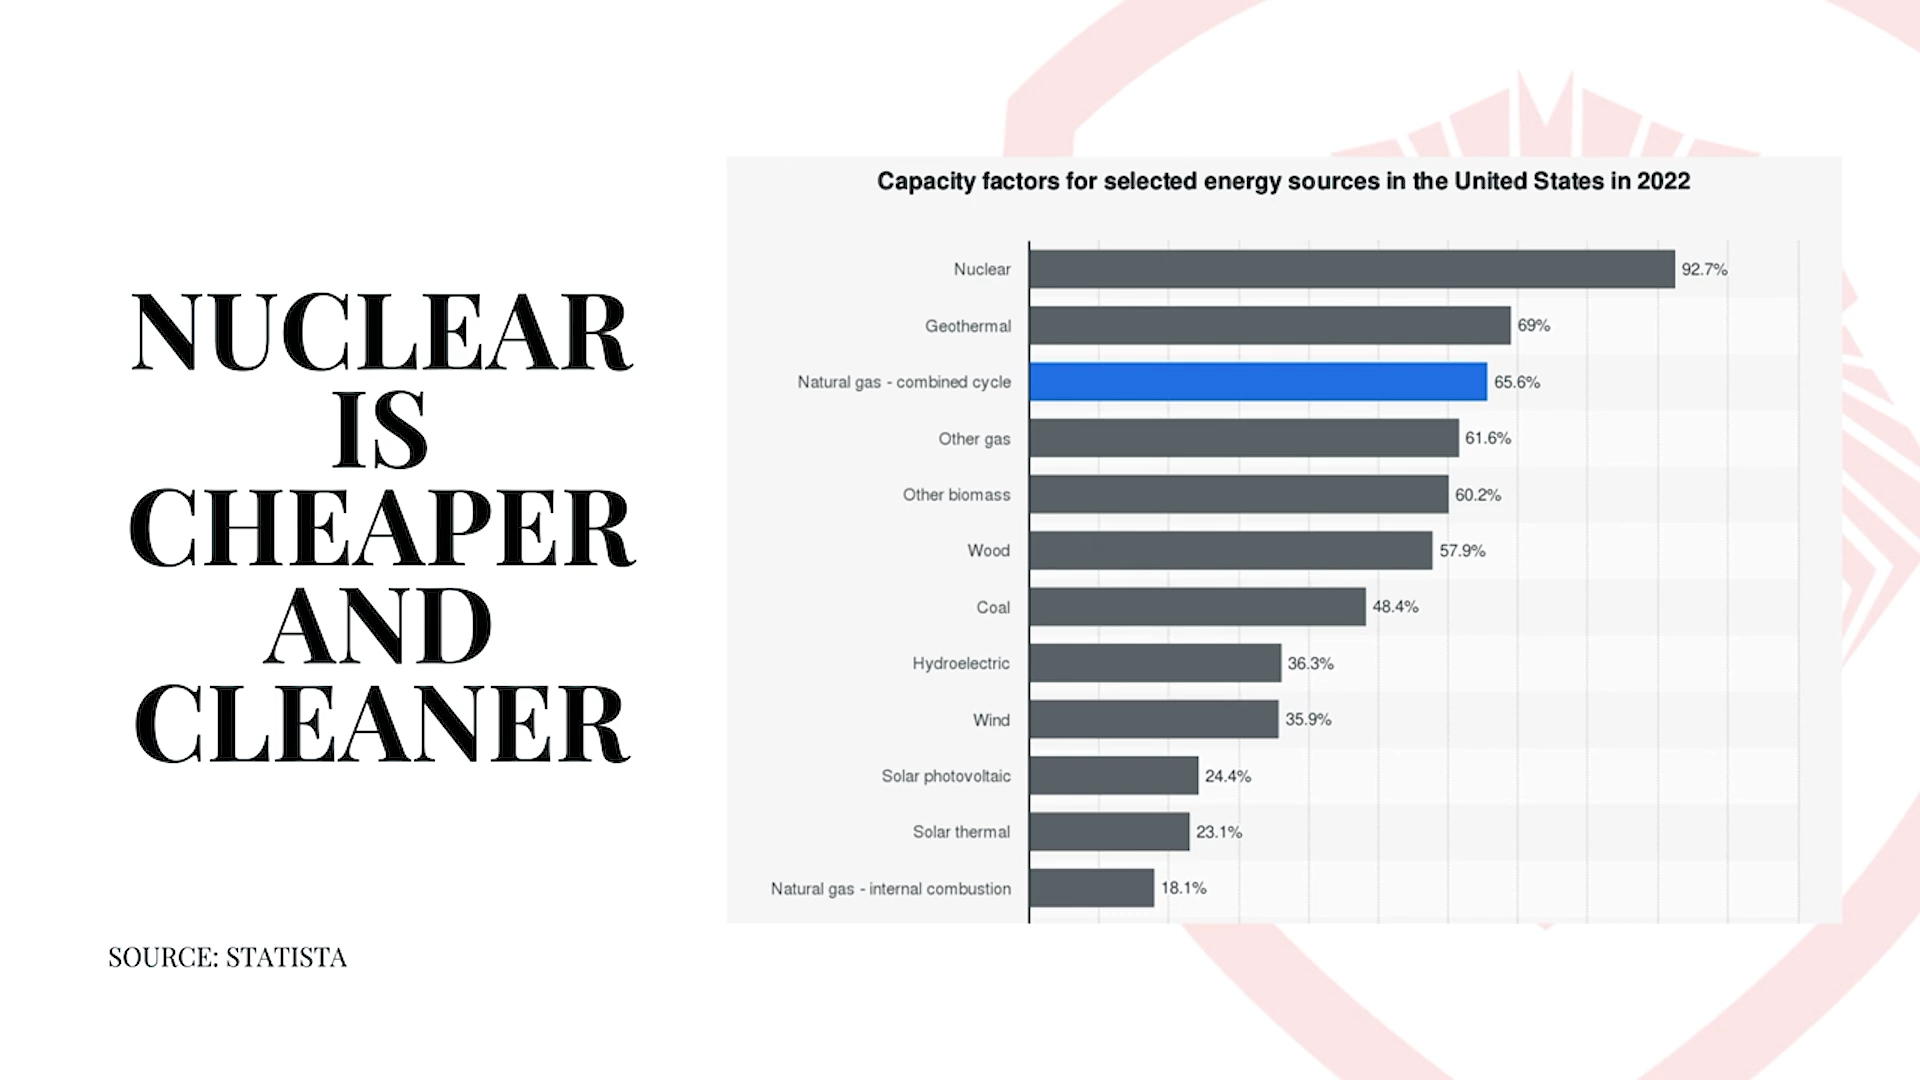 NUCLEAR
IS
CHEAPER
AND
CLEANER
SOURCE: STATISTA
Capacity factors for selected energy sources in the United States in 2022
Nuclear 92.7%
Geothermal 69%
Natural gas - combined cycle 65.6%
Other gas 61.6%
Other biomass 60.2%
Wood 57.9%
Coal 48.4%
Hydroelectric 36.3%
Wind 35.9%
Solar photovoltaic 24.4%
Solar thermal 23.1%
Natural gas - internal combustion 18.1%